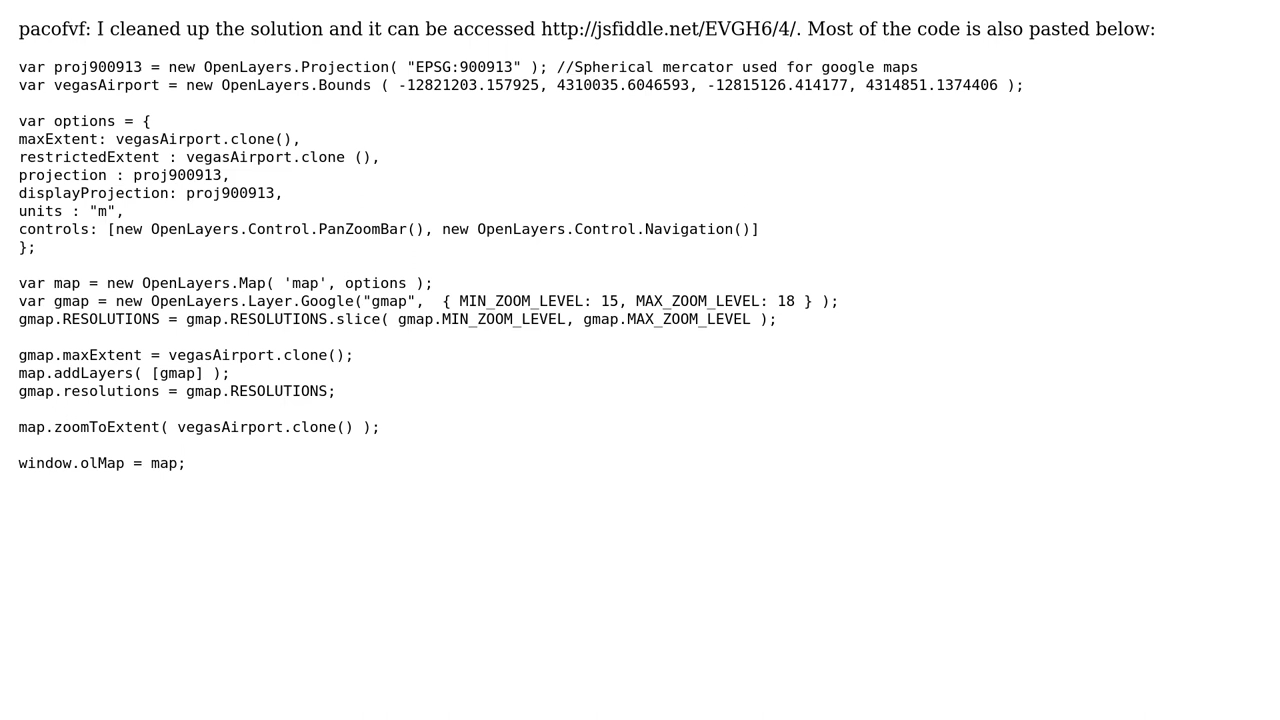 pacofvf: I cleaned up the solution and it can be accessed http://jsfiddle.net/EVGH6/4/. Most of the code is also pasted below:
var proj900913 = new OpenLayers.Projection( "EPSG:900913" ); //Spherical mercator used for google maps
var vegasAirport = new OpenLayers.Bounds ( -12821203.157925, 4310035.6046593, -12815126.414177, 4314851.1374406 );
var options = {
maxExtent: vegasAirport.clone(),
restrictedExtent : vegasAirport.clone (),
projection : proj900913,
displayProjection: proj900913,
units : "m",
controls: [new OpenLayers.Control.PanZoomBar(), new OpenLayers.Control.Navigation()]
};
var map = new OpenLayers.Map( 'map', options );
var gmap = new OpenLayers.Layer.Google("gmap",  { MIN_ZOOM_LEVEL: 15, MAX_ZOOM_LEVEL: 18 } );
gmap.RESOLUTIONS = gmap.RESOLUTIONS.slice( gmap.MIN_ZOOM_LEVEL, gmap.MAX_ZOOM_LEVEL );
gmap.maxExtent = vegasAirport.clone();
map.addLayers( [gmap] );
gmap.resolutions = gmap.RESOLUTIONS;
map.zoomToExtent( vegasAirport.clone() );
window.olMap = map;